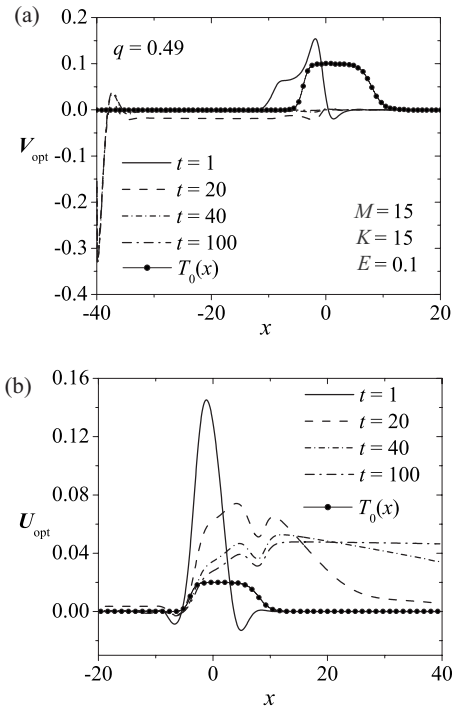 (a)
q = 0.49
0.2
0.1
0.0
-0.1
-0.2
-0.3
-0.4
V_opt
t = 1
t = 20
t = 40
t = 100
T_0(x)
M = 15
K = 15
E = 0.1
-40 -20 0 20
x
(b)
0.16
0.12
0.08
0.04
0.00
U_opt
t = 1
t = 20
t = 40
t = 100
T_0(x)
-20 0 20 40
x